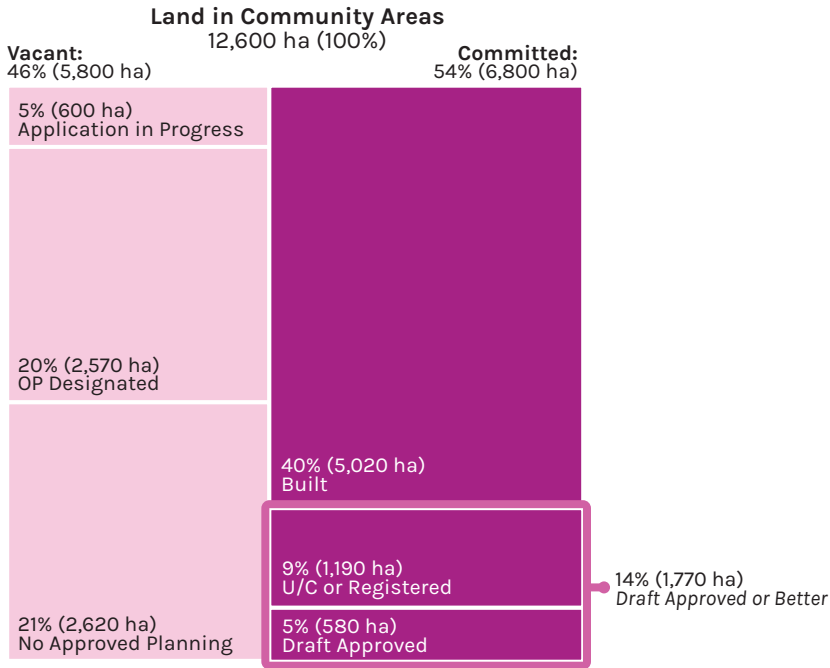 Land in Community Areas
12,600 ha (100%)
Vacant:
46% (5,800 ha)
Committed:
54% (6,800 ha)
5% (600 ha)
Application in Progress
20% (2,570 ha)
OP Designated
21% (2,620 ha)
No Approved Planning
40% (5,020 ha)
Built
9% (1,190 ha)
U/C or Registered
5% (580 ha)
Draft Approved
14% (1,770 ha)
Draft Approved or Better